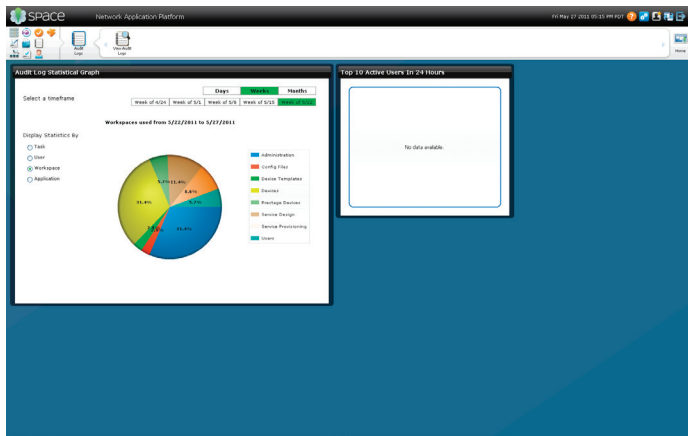 space
Network Application Platform
Fri May 27 2011 05:15 PM PDT
Audit
Logs
View Audit
Logs
Home
Audit Log Statistical Graph
Select a timeframe
Days Weeks Months
Week of 4/24 Week of 5/1 Week of 5/8 Week of 5/15 Week of 5/22
Workspaces used from 5/22/2011 to 5/27/2011
Display Statistics By
Task
User
Workspace
Application
5.7% 11.4%
8.6%
31.4% 5.7%
31.4%
Administration
Config Files
Device Templates
Devices
Prestage Devices
Service Design
Service Provisioning
Users
Top 10 Active Users In 24 Hours
No data available.